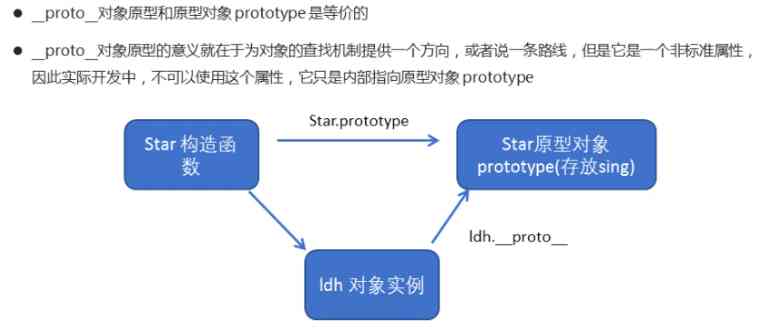 __proto__对象原型和原型对象 prototype 是等价的
__proto__对象原型的意义就在于为对象的查找机制提供一个方向，或者说一条路线，但是它是一个非标准属性，
因此实际开发中，不可以使用这个属性，它只是内部指向原型对象 prototype
Star.prototype
Star 构造函
数
Star原型对象
prototype(存放sing)
ldh.__proto__
ldh 对象实例